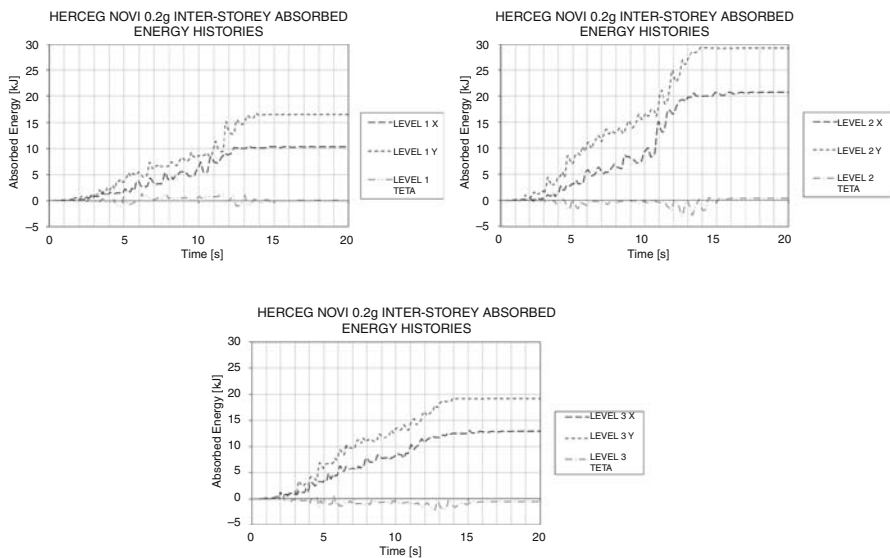 HERCEG NOVI 0.2g INTER-STOREY ABSORBED
ENERGY HISTORIES
Absorbed Energy [kJ]
30
25
20
15
10
5
0
−5
0
5
10
15
20
Time [s]
LEVEL 1 X
LEVEL 1 Y
LEVEL 1
TETA
HERCEG NOVI 0.2g INTER-STOREY ABSORBED
ENERGY HISTORIES
Absorbed Energy [kJ]
30
25
20
15
10
5
0
−5
0
5
10
15
20
Time [s]
LEVEL 2 X
LEVEL 2 Y
LEVEL 2
TETA
HERCEG NOVI 0.2g INTER-STOREY ABSORBED
ENERGY HISTORIES
Absorbed Energy [kJ]
30
25
20
15
10
5
0
−5
0
5
10
15
20
Time [s]
LEVEL 3 X
LEVEL 3 Y
LEVEL 3
TETA